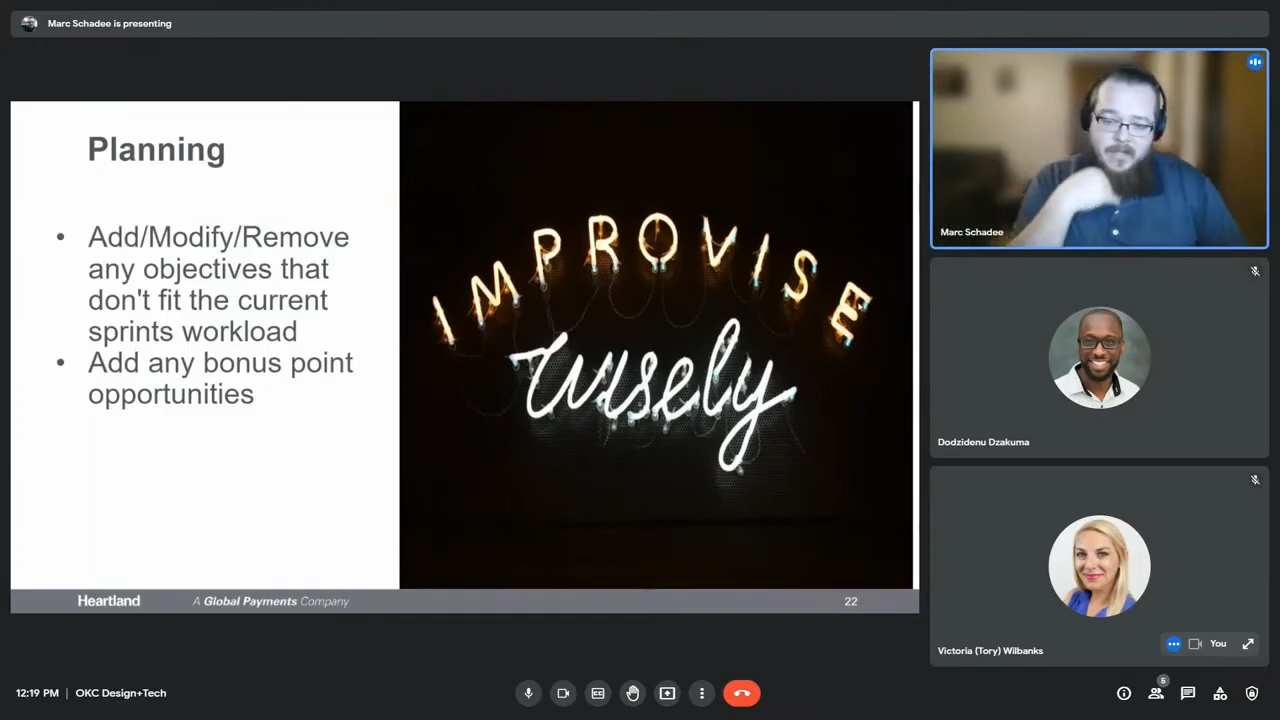 Marc Schadee is presenting
Planning
• Add/Modify/Remove
any objectives that
don't fit the current
sprints workload
• Add any bonus point
opportunities
IMPROVISE
wisely
Heartland
A Global Payments Company
22
Marc Schadee
Dodzidenu Dzakuma
Victoria (Tory) Wilbanks
You
12:19 PM | OKC Design+Tech
6